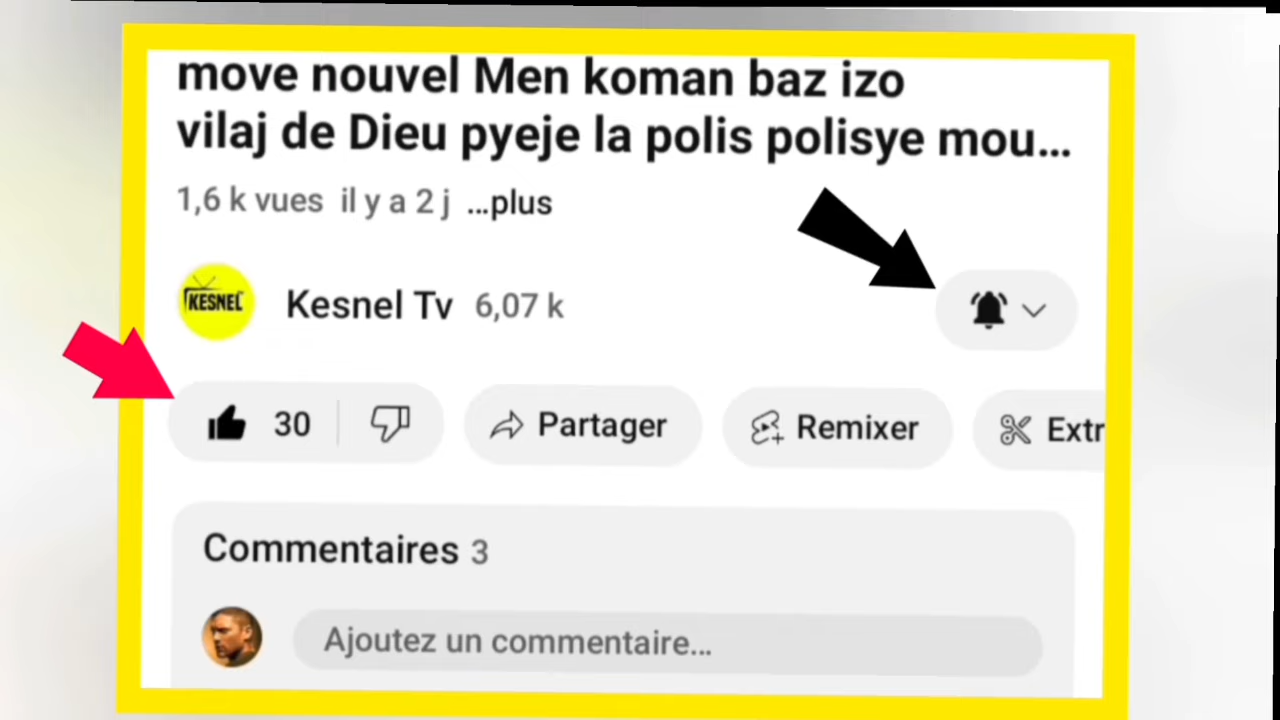 move nouvel Men koman baz izo
vilaj de Dieu pyeje la polis polisye mou...
1,6 k vues il y a 2 j ...plus
KESNEL
Kesnel Tv 6,07 k
30 Partager Remixer Extr
Commentaires 3
Ajoutez un commentaire...